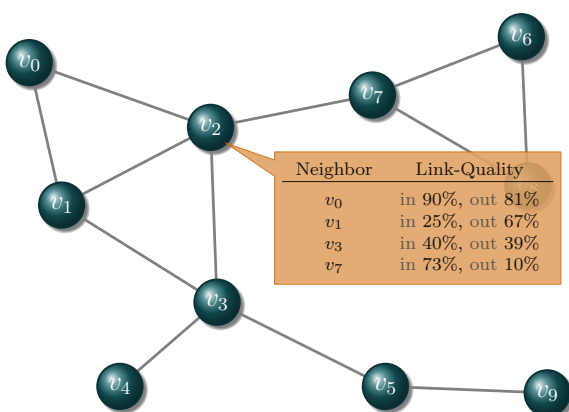 v0
v6
v7
v2
Neighbor Link-Quality
v0 in 90%, out 81%
v1 in 25%, out 67%
v3 in 40%, out 39%
v7 in 73%, out 10%
v1
v3
v4
v5
v9